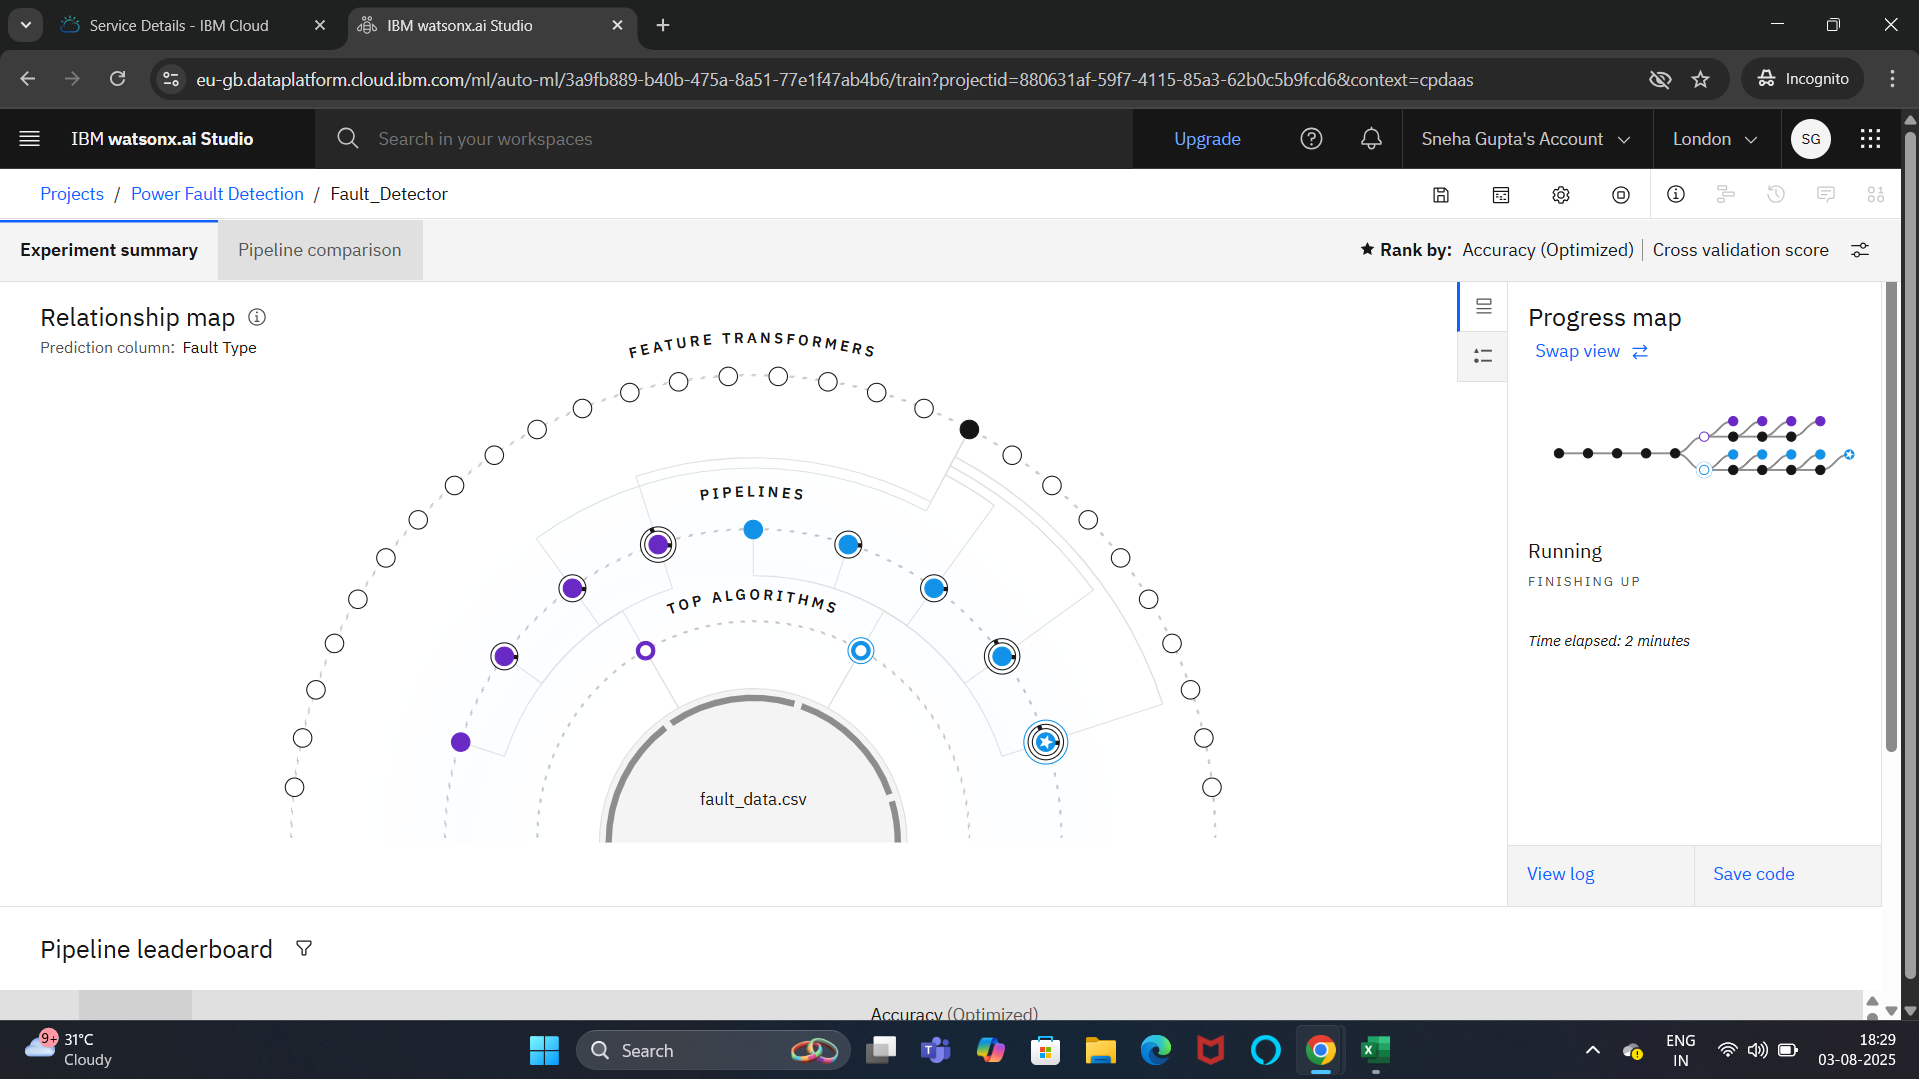 Service Details - IBM Cloud
IBM watsonx.ai Studio
eu-gb.dataplatform.cloud.ibm.com/ml/auto-ml/3a9fb889-b40b-475a-8a51-77e1f47ab4b6/train?projectid=880631af-59f7-4115-85a3-62b0c5b9fcd6&context=cpdaas
Incognito
IBM watsonx.ai Studio
Search in your workspaces
Upgrade
Sneha Gupta's Account
London
SG
Projects / Power Fault Detection / Fault_Detector
Experiment summary
Pipeline comparison
Rank by: Accuracy (Optimized) | Cross validation score
Relationship map
Prediction column: Fault Type
FEATURE TRANSFORMERS
PIPELINES
TOP ALGORITHMS
fault_data.csv
Progress map
Swap view
Running
FINISHING UP
Time elapsed: 2 minutes
View log
Save code
Pipeline leaderboard
Accuracy (Optimized)
9+
31°C
Cloudy
Search
ENG
IN
18:29
03-08-2025